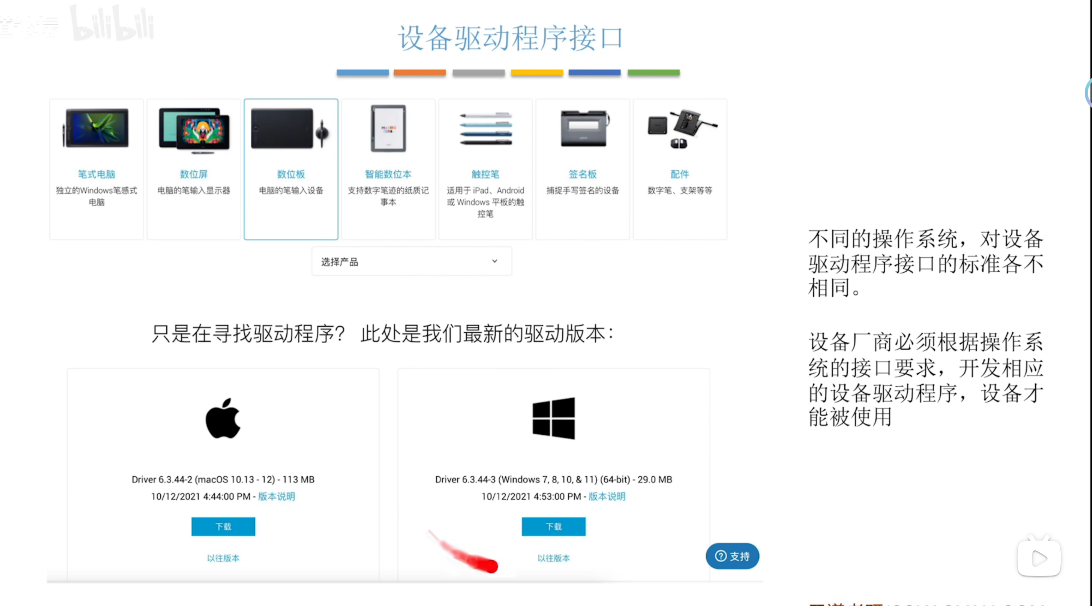 bilibili
设备驱动程序接口
笔式电脑
独立的Windows笔感式
电脑
数位屏
电脑的笔输入显示器
数位板
电脑的笔输入设备
智能数位本
支持数字笔迹的纸质记
事本
触控笔
适用于 iPad、Android
或 Windows 平板的触
控笔
签名板
捕捉手写签名的设备
配件
数字笔、支架等等
选择产品
不同的操作系统，对设备
驱动程序接口的标准各不
相同。
设备厂商必须根据操作系
统的接口要求，开发相应
的设备驱动程序，设备才
能被使用
只是在寻找驱动程序？ 此处是我们最新的驱动版本：
Driver 6.3.44-2 (macOS 10.13 - 12) - 113 MB
10/12/2021 4:44:00 PM - 版本说明
下载
以往版本
Driver 6.3.44-3 (Windows 7, 8, 10, & 11) (64-bit) - 29.0 MB
10/12/2021 4:53:00 PM - 版本说明
下载
以往版本
支持